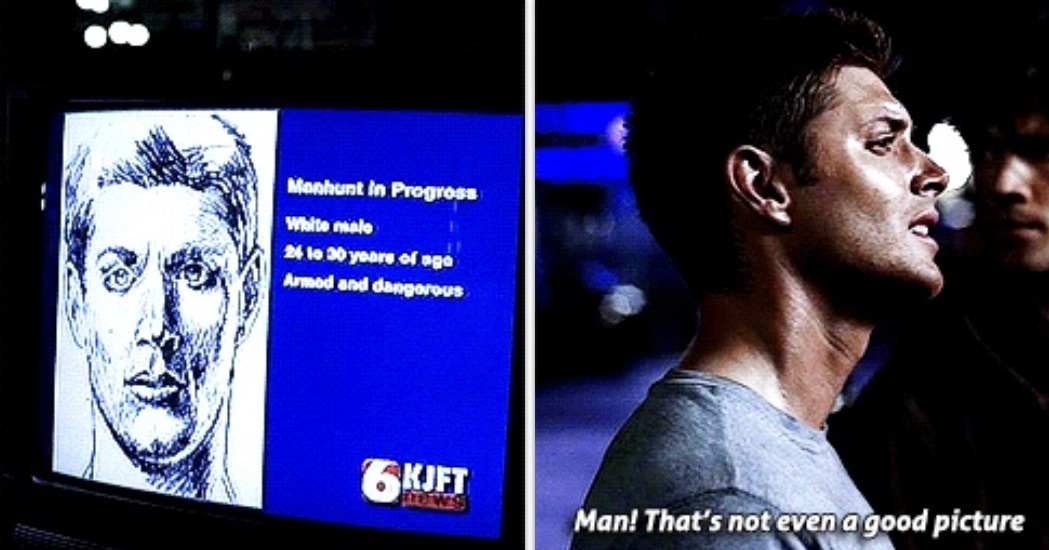 Manhunt in Progress
White male
24 to 30 years of age
Armed and dangerous
6 KJFT
news
Man! That's not even a good picture